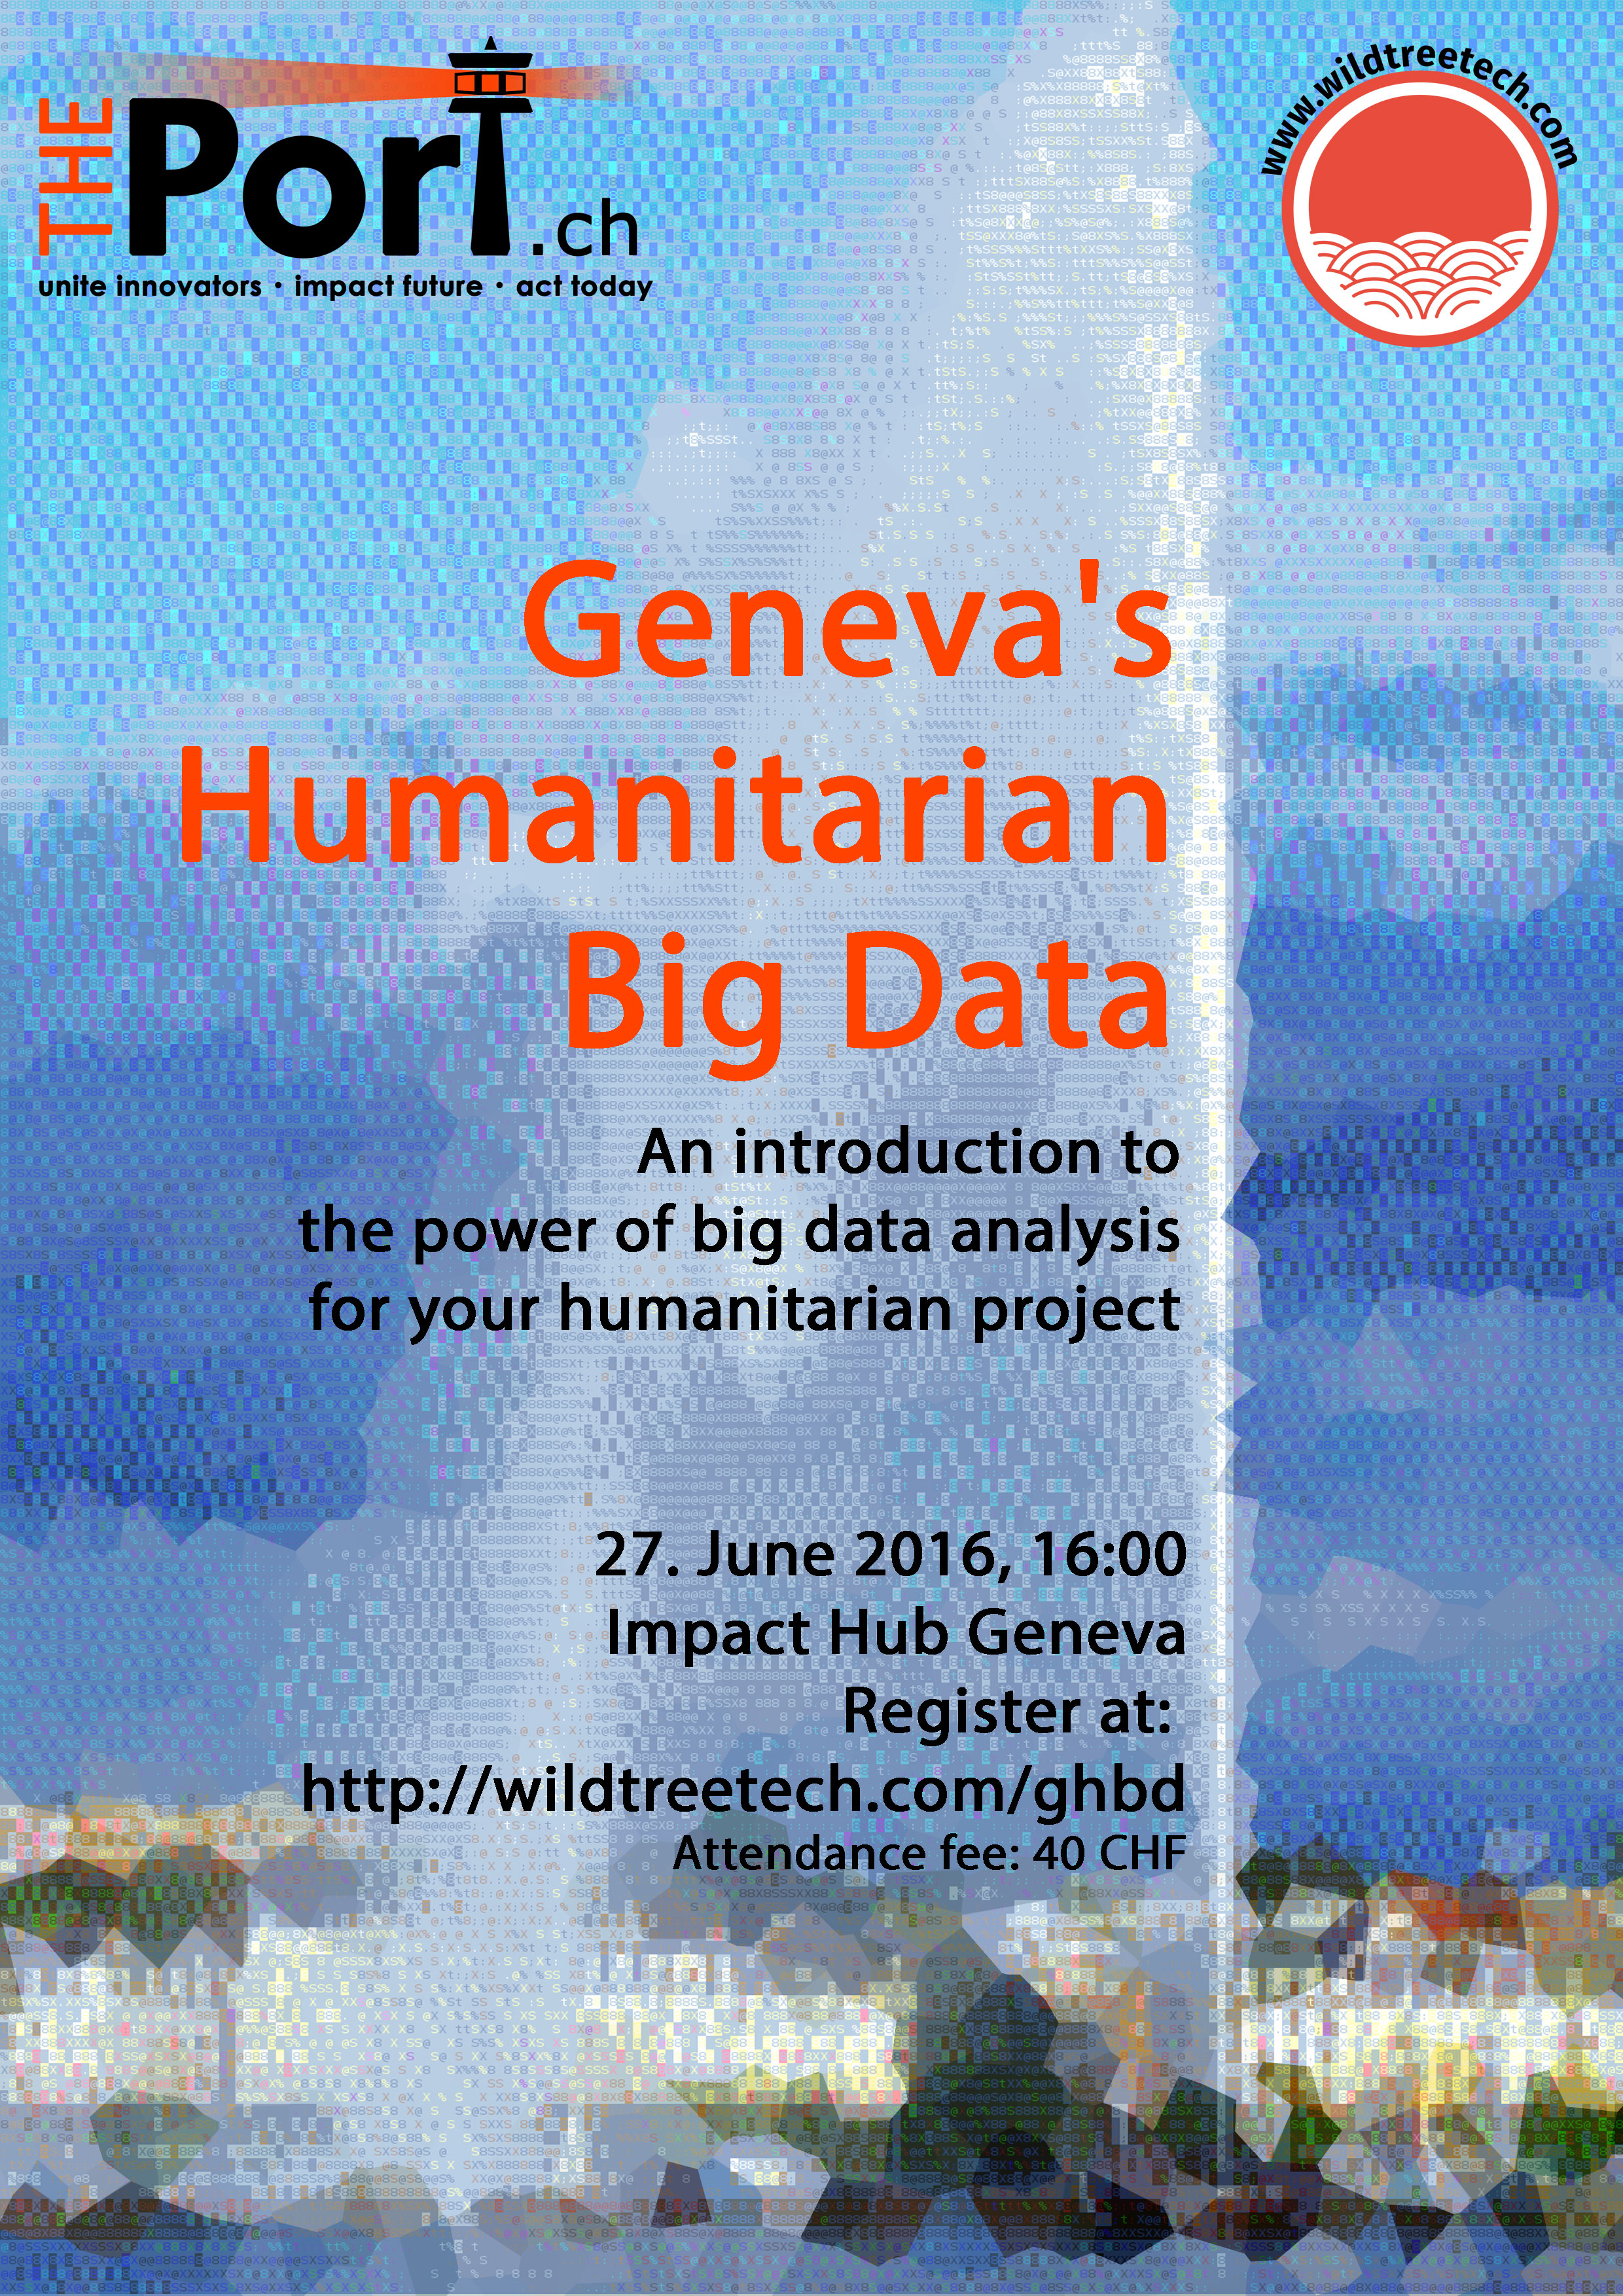 THE Port.ch
unite innovators · impact future · act today
www.wildtreetech.com
Geneva's
Humanitarian
Big Data
An introduction to
the power of big data analysis
for your humanitarian project
27. June 2016, 16:00
Impact Hub Geneva
Register at:
http://wildtreetech.com/ghbd
Attendance fee: 40 CHF